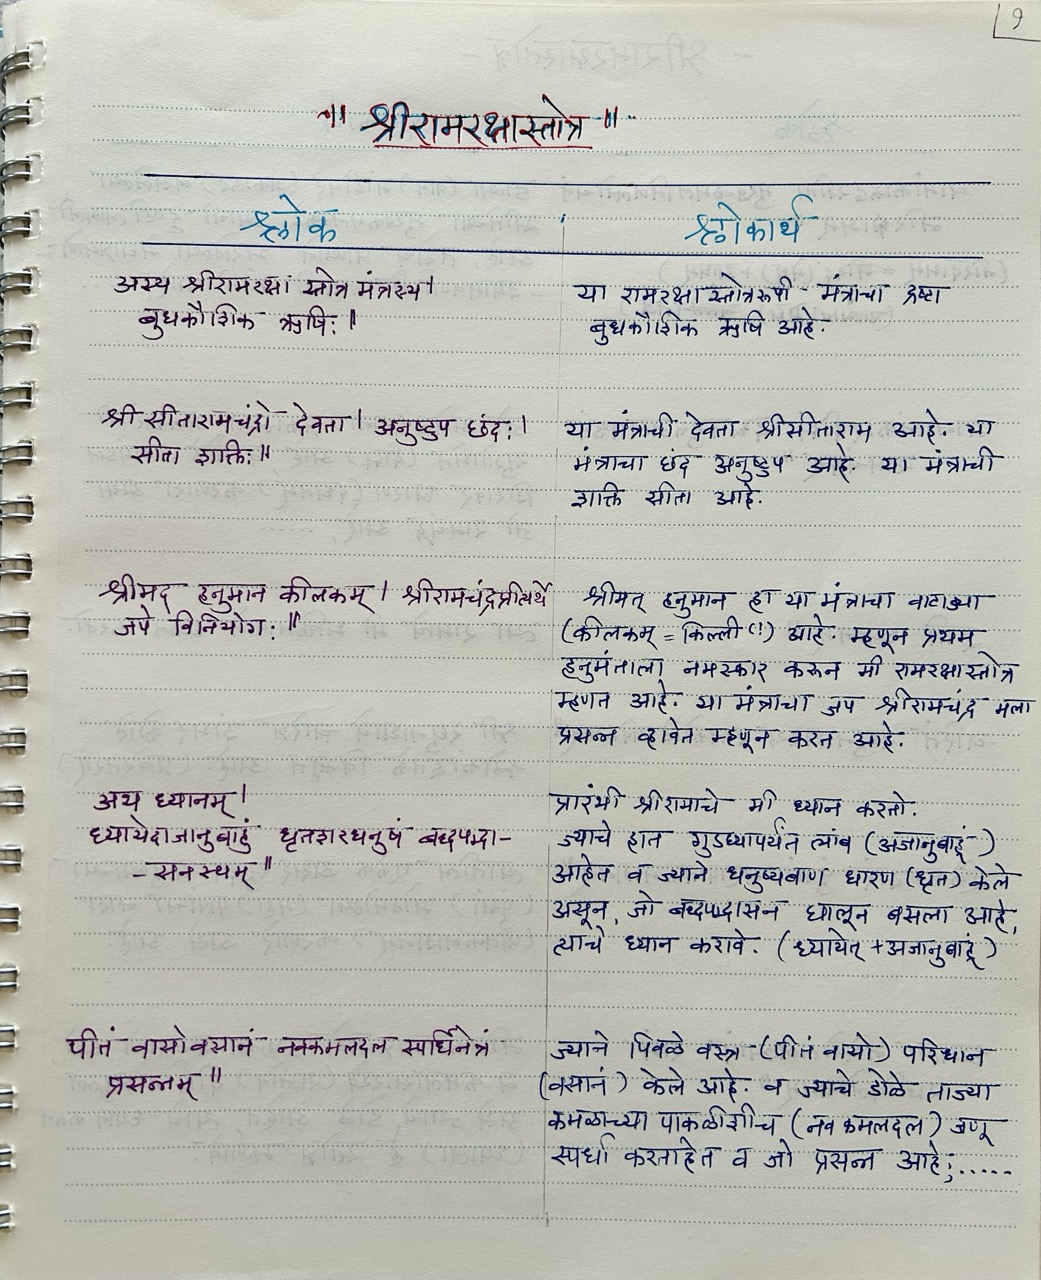 १
॥ श्रीरामरक्षास्तोत्र ॥
श्लोक
श्लोकार्थ
अस्य श्रीरामरक्षा स्तोत्र मंत्रस्य।
बुधकौशिक ऋषिः॥
या रामरक्षा स्तोत्ररूपी मंत्राचा द्रष्टा
बुधकौशिक ऋषि आहे.
श्री सीतारामचंद्रो देवता। अनुष्टुप छंदः।
सीता शक्तिः॥
या मंत्राची देवता श्रीसीताराम आहे. या
मंत्राचा छंद अनुष्टुप आहे. या मंत्राची
शक्ति सीता आहे.
श्रीमद् हनुमान कीलकम्। श्रीरामचंद्रप्रीत्यर्थे
जपे विनियोगः॥
श्रीमत् हनुमान हा या मंत्राचा वाटाड्या
(कीलकम् = किल्ली(!) आहे. म्हणून प्रथम
हनुमंताला नमस्कार करून मी रामरक्षास्तोत्र
म्हणत आहे. या मंत्राचा जप श्रीरामचंद्र मला
प्रसन्न व्हावेत म्हणून करत आहे.
अथ ध्यानम्।
ध्यायेदाजानुबाहुं धृतशरधनुषं बद्धपद्मा-
- सनस्थम्॥
प्रारंभी श्रीरामाचे मी ध्यान करतो.
ज्याचे हात गुडघ्यापर्यंत लांब (अजानुबाहूं)
आहेत व ज्याने धनुष्यबाण धारण (धृत) केले
असून, जो बद्धपद्मासन घालून बसला आहे,
त्याचे ध्यान करावे. (ध्यायेत् + अजानुबाहूं)
पीतं वासोवसानं नवकमलदल स्पर्धिनेत्रं
प्रसन्नम्॥
ज्याने पिवळे वस्त्र (पीतं वासो) परिधान
(वसानं) केले आहे. व ज्याचे डोळे ताज्या
कमळाच्या पाकळीशीच (नवकमलदल) जणू
स्पर्धा करताहेत व जो प्रसन्न आहे;.....